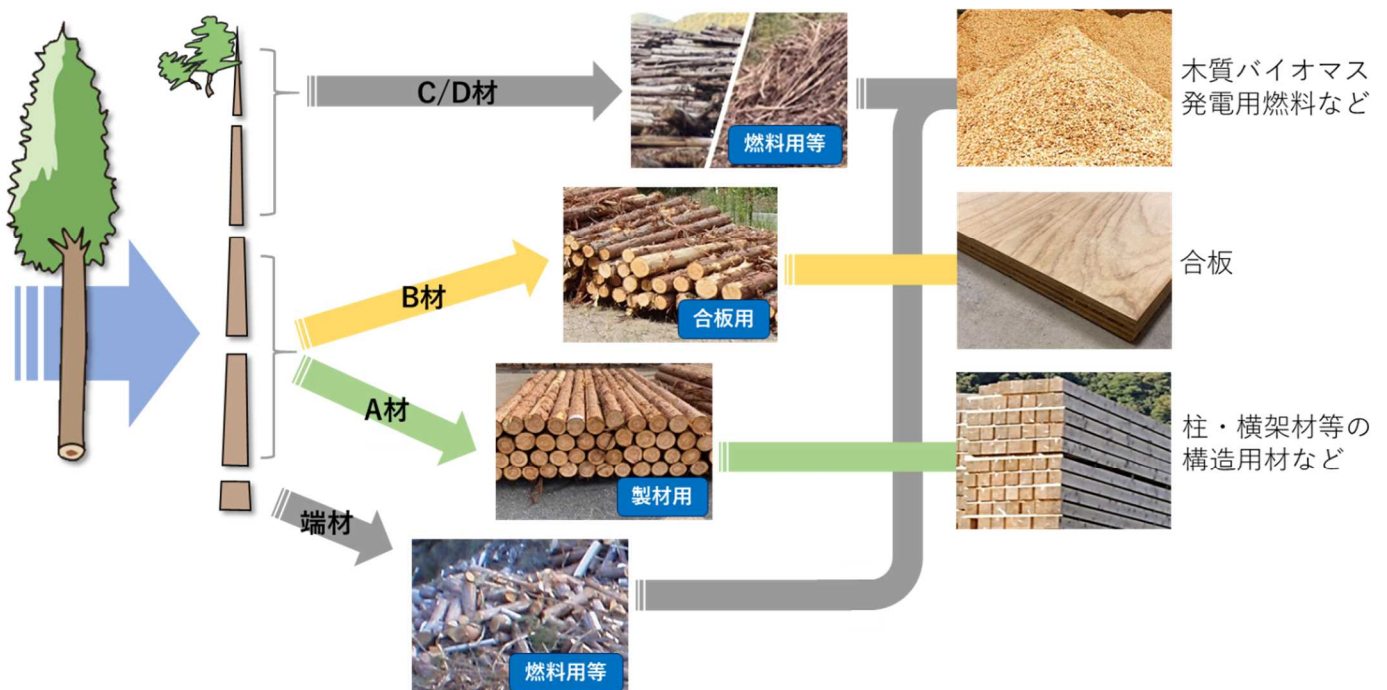 C/D材
燃料用等
木質バイオマス
発電用燃料など
B材
合板用
合板
A材
製材用
柱・横架材等の
構造用材など
端材
燃料用等